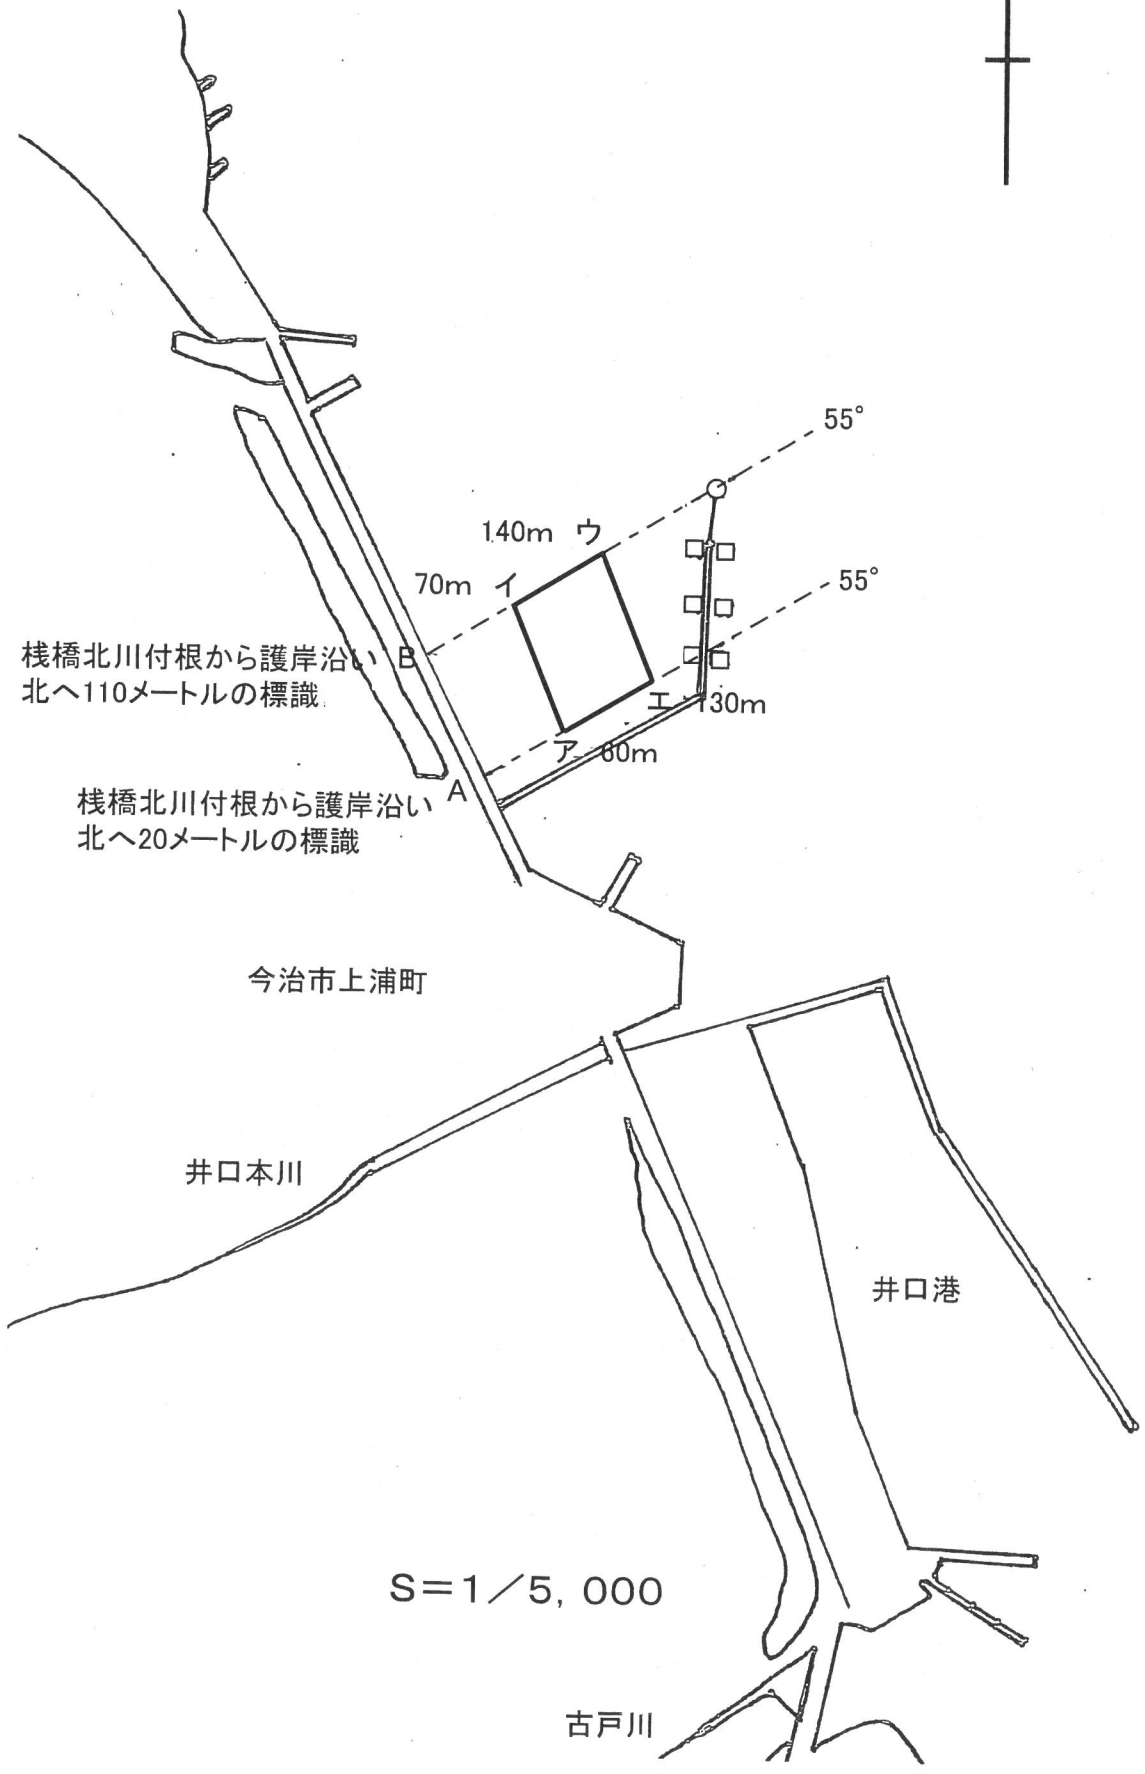 55°
140m ウ
70m イ
55°
桟橋北川付根から護岸沿い B
北へ110メートルの標識
エ 130m
ア 60m
A
桟橋北川付根から護岸沿い
北へ20メートルの標識
今治市上浦町
井口本川
井口港
S＝1／5，000
古戸川